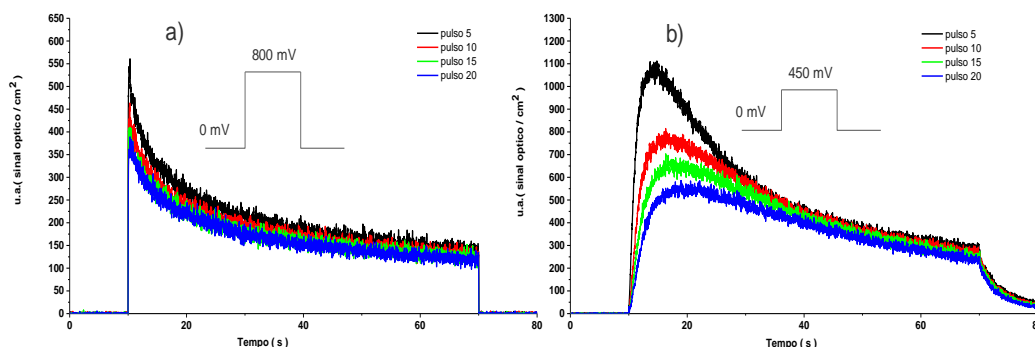 a)
pulso 5
pulso 10
pulso 15
pulso 20
800 mV
0 mV
u.a.( sinal optico / cm²)
650
600
550
500
450
400
350
300
250
200
150
100
50
0
0 20 40 60 80
Tempo ( s )
b)
pulso 5
pulso 10
pulso 15
pulso 20
450 mV
0 mV
u.a.( sinal optico / cm²)
1300
1200
1100
1000
900
800
700
600
500
400
300
200
100
0
0 20 40 60 80
Tempo ( s )